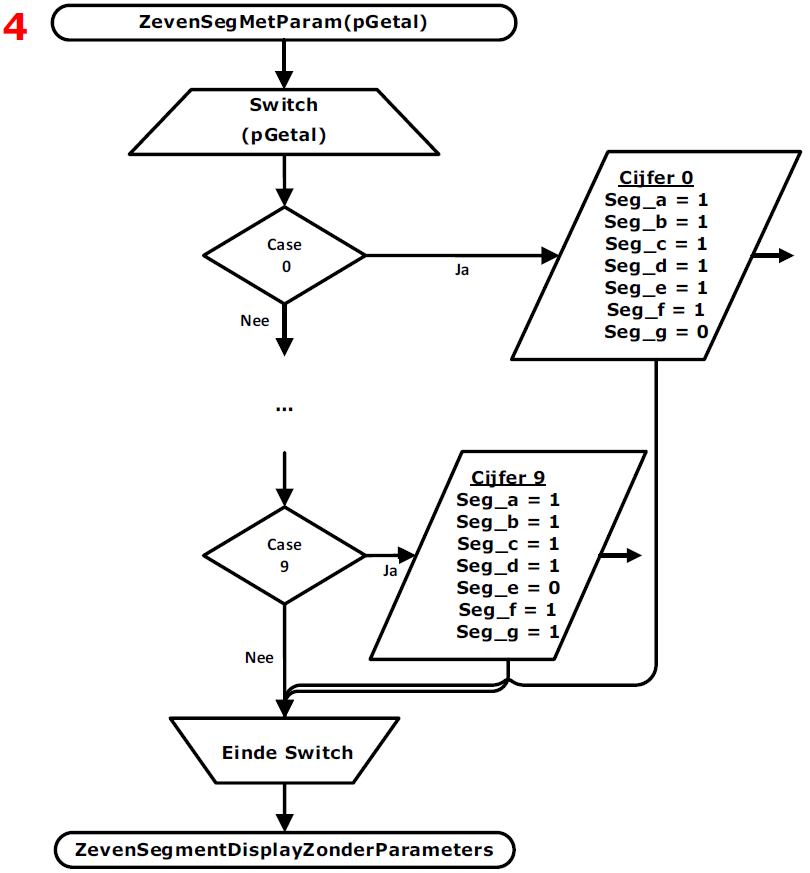 4
ZevenSegMetParam(pGetal)
Switch
(pGetal)
Case
0
Ja
Nee
Cijfer 0
Seg_a = 1
Seg_b = 1
Seg_c = 1
Seg_d = 1
Seg_e = 1
Seg_f = 1
Seg_g = 0
...
Case
9
Ja
Nee
Cijfer 9
Seg_a = 1
Seg_b = 1
Seg_c = 1
Seg_d = 1
Seg_e = 0
Seg_f = 1
Seg_g = 1
Einde Switch
ZevenSegmentDisplayZonderParameters